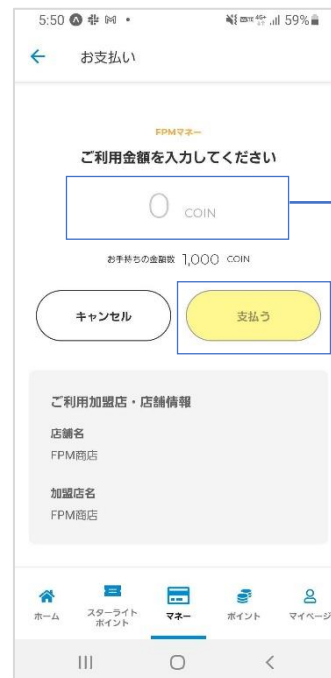 5:50 59%
お支払い
FPMマネー
ご利用金額を入力してください
0 COIN
お手持ちの金額数 1,000 COIN
キャンセル 支払う
ご利用加盟店・店舗情報
店舗名
FPM商店
加盟店名
FPM商店
ホーム スターライト
ポイント マネー ポイント マイページ